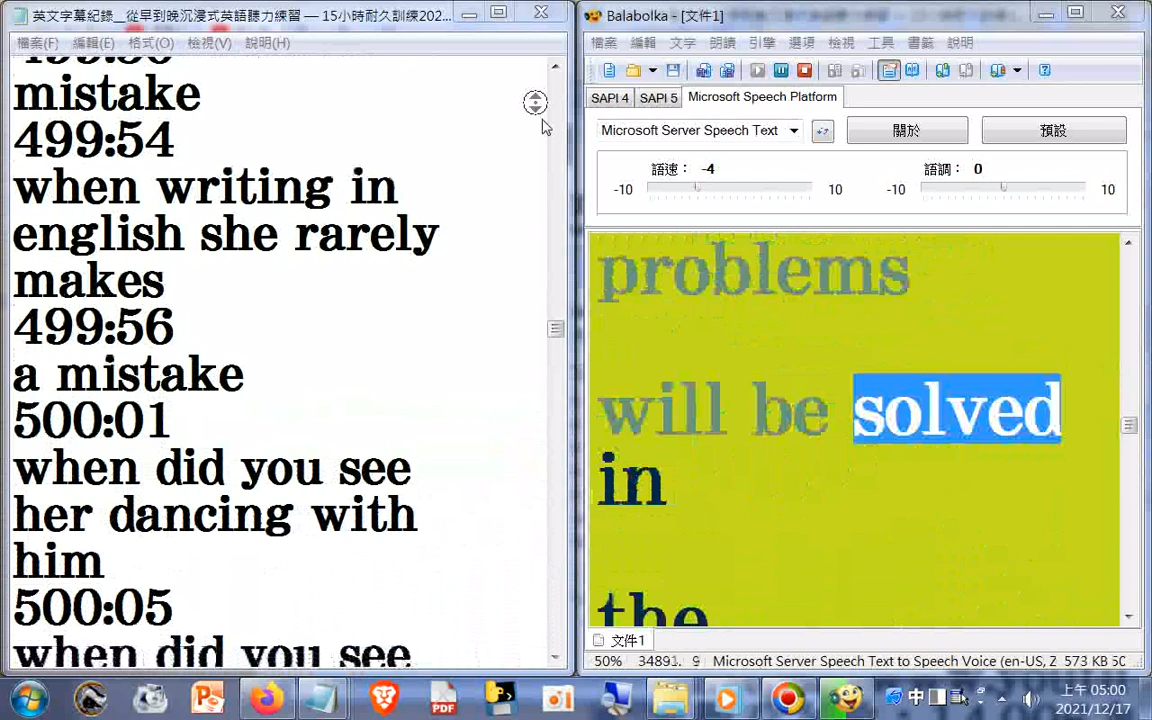 英文字幕紀錄__從早到晚沉浸式英語聽力練習 — 15小時耐久訓練202...
檔案(F) 編輯(E) 格式(O) 檢視(V) 說明(H)
mistake
499:54
when writing in
english she rarely
makes
499:56
a mistake
500:01
when did you see
her dancing with
him
500:05
when did you see
Balabolka - [文件1]
檔案 編輯 文字 朗讀 引擎 選項 檢視 工具 書籤 說明
SAPI 4 SAPI 5 Microsoft Speech Platform
Microsoft Server Speech Text 關於 預設
語速： -4 語調： 0
-10 10 -10 10
problems
will be solved
in
the
文件1
50% 34891. 9 Microsoft Server Speech Text to Speech Voice (en-US, Z 573 KB
中
上午 05:00
2021/12/17